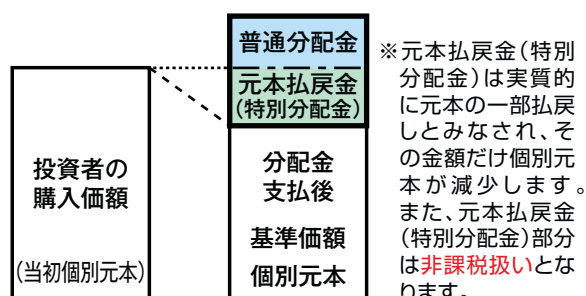 普通分配金
元本払戻金
(特別分配金)
投資者の
購入価額
(当初個別元本)
分配金
支払後
基準価額
個別元本
※元本払戻金(特別
分配金)は実質的
に元本の一部払戻
しとみなされ、そ
の金額だけ個別元
本が減少します。
また、元本払戻金
(特別分配金)部分
は非課税扱いとな
ります。